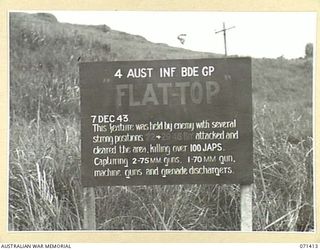 4 AUST INF BDE GP
"FLAT-TOP"
7 DEC 43
This feature was held by enemy with several
strong positions attacked and
cleared the area, killing over 100 JAPS.
Capturing 2-75MM guns. 1-70 MM gun,
machine guns and grenade dischargers.
AUSTRALIAN WAR MEMORIAL
071413